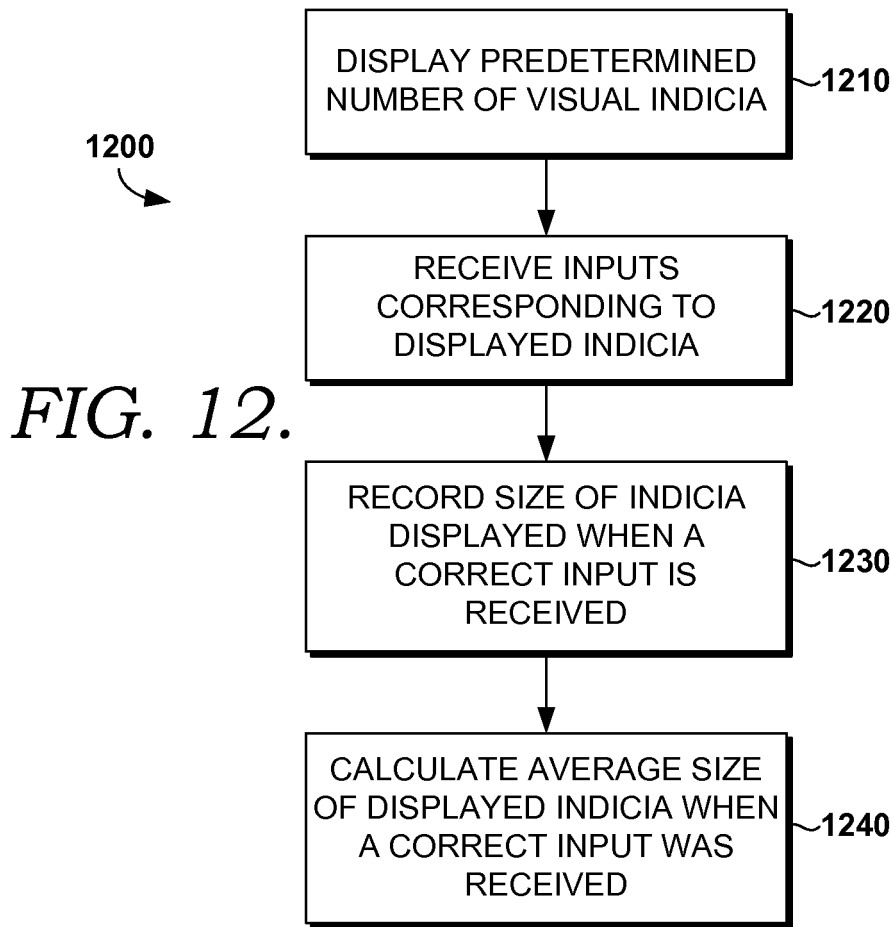 DISPLAY PREDETERMINED
NUMBER OF VISUAL INDICIA
1210
1200
RECEIVE INPUTS
CORRESPONDING TO
DISPLAYED INDICIA
1220
FIG. 12.
RECORD SIZE OF INDICIA
DISPLAYED WHEN A
CORRECT INPUT IS
RECEIVED
1230
CALCULATE AVERAGE SIZE
OF DISPLAYED INDICIA WHEN
A CORRECT INPUT WAS
RECEIVED
1240